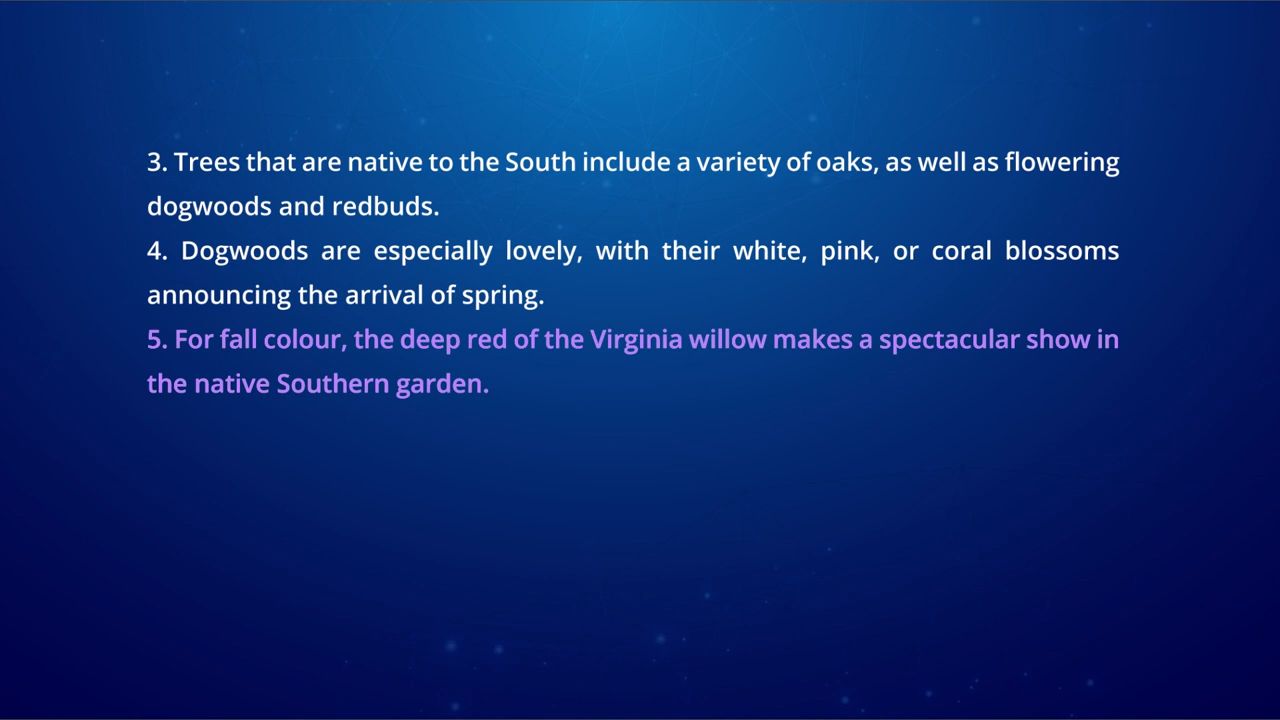 3. Trees that are native to the South include a variety of oaks, as well as flowering
dogwoods and redbuds.
4. Dogwoods are especially lovely, with their white, pink, or coral blossoms
announcing the arrival of spring.
5. For fall colour, the deep red of the Virginia willow makes a spectacular show in
the native Southern garden.